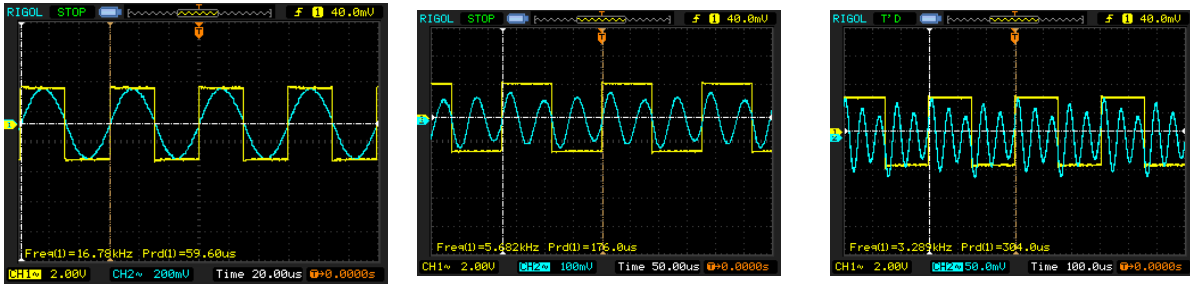 RIGOL STOP T 1 40.0mV
T
1
Freq(1)=16.78kHz Prd(1)=59.60us
CH1~ 2.00V CH2~ 200mV Time 20.00us T→0.0000s
RIGOL STOP T 1 40.0mV
T
Freq(1)=5.682kHz Prd(1)=176.0us
CH1~ 2.00V CH2~ 100mV Time 50.00us T→0.0000s
RIGOL T'D T 1 40.0mV
T
1
2
Freq(1)=3.289kHz Prd(1)=304.0us
CH1~ 2.00V CH2~ 50.0mV Time 100.0us T→0.0000s